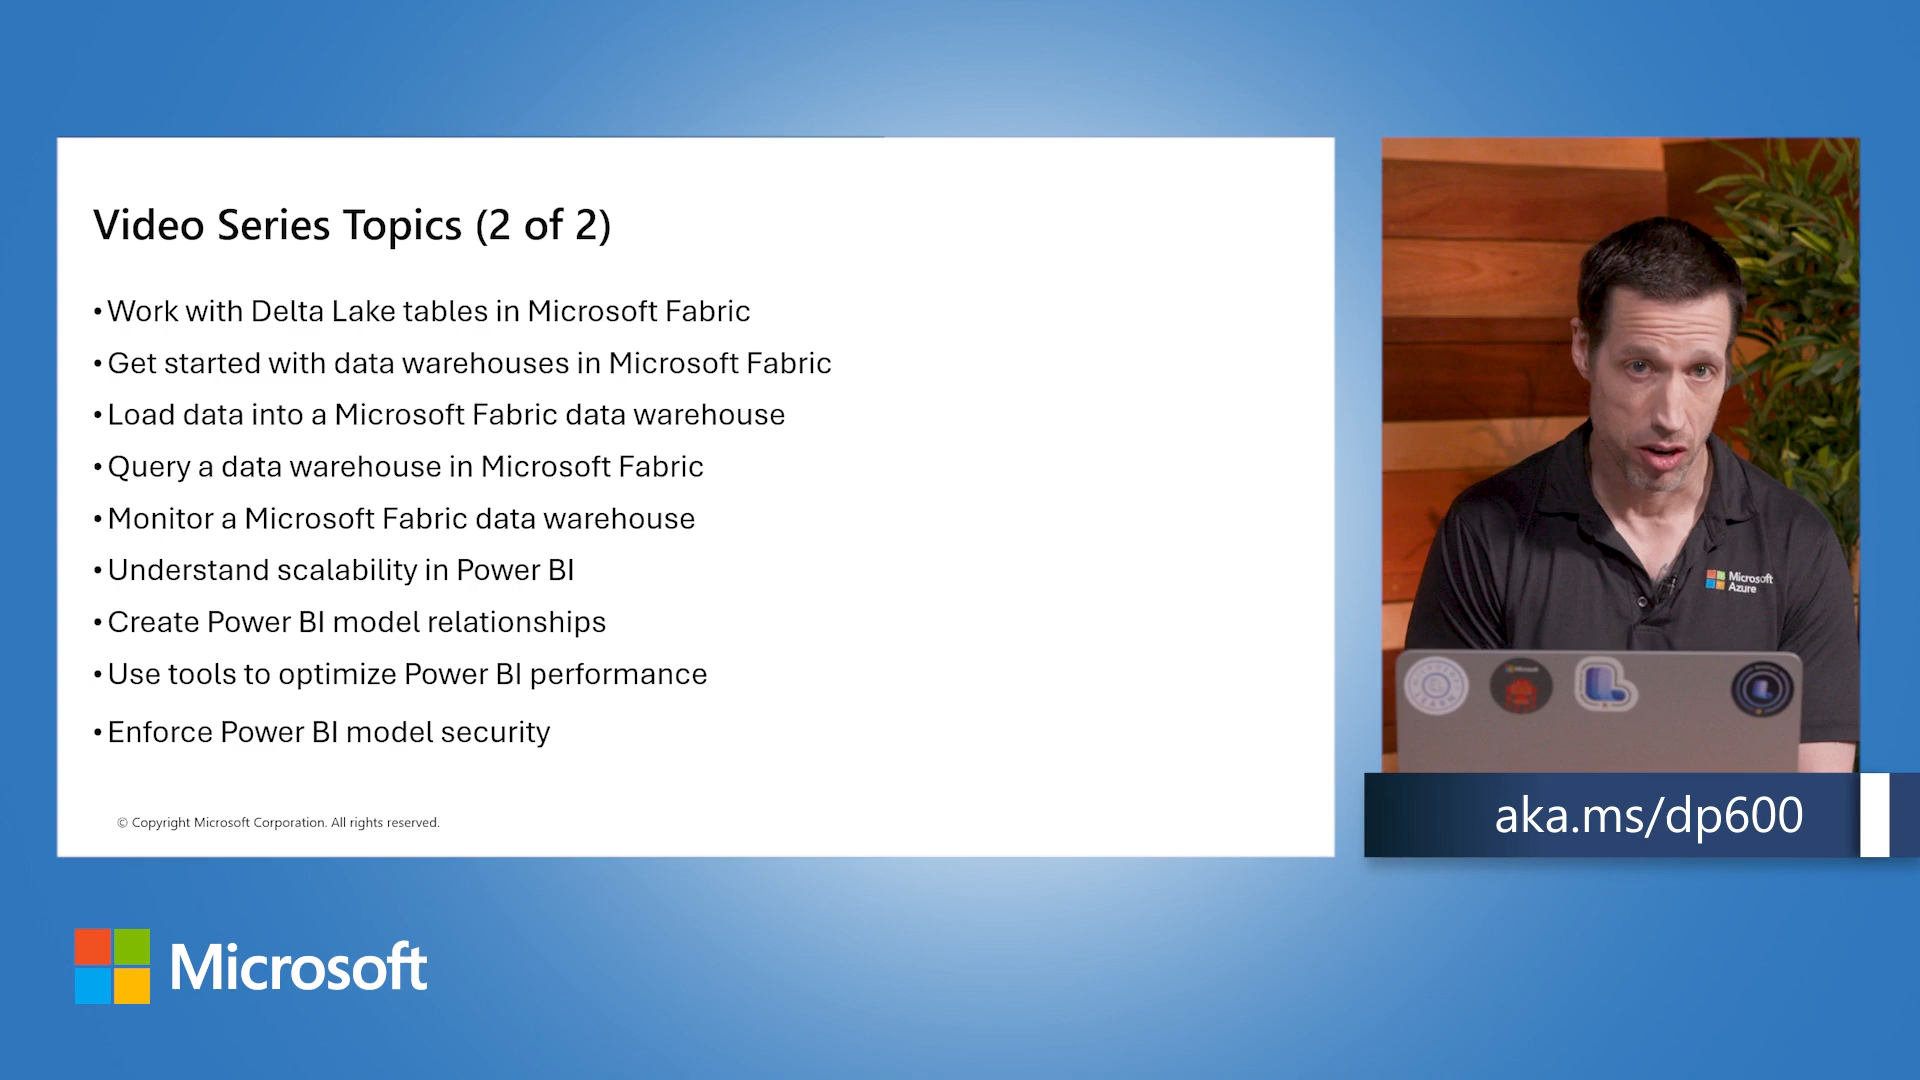 Video Series Topics (2 of 2)
• Work with Delta Lake tables in Microsoft Fabric
• Get started with data warehouses in Microsoft Fabric
• Load data into a Microsoft Fabric data warehouse
• Query a data warehouse in Microsoft Fabric
• Monitor a Microsoft Fabric data warehouse
• Understand scalability in Power BI
• Create Power BI model relationships
• Use tools to optimize Power BI performance
• Enforce Power BI model security
© Copyright Microsoft Corporation. All rights reserved.
Microsoft
Azure
aka.ms/dp600
Microsoft